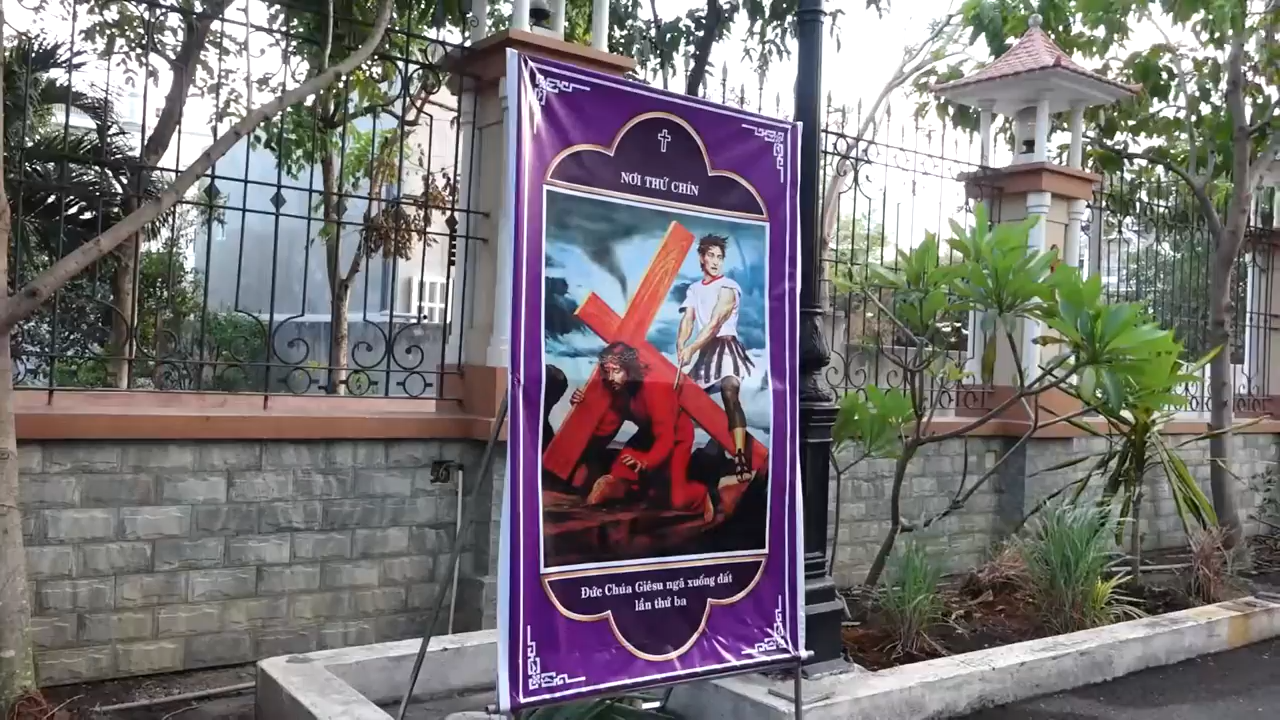 NƠI THỨ CHÍN
Đức Chúa Giêsu ngã xuống đất
lần thứ ba